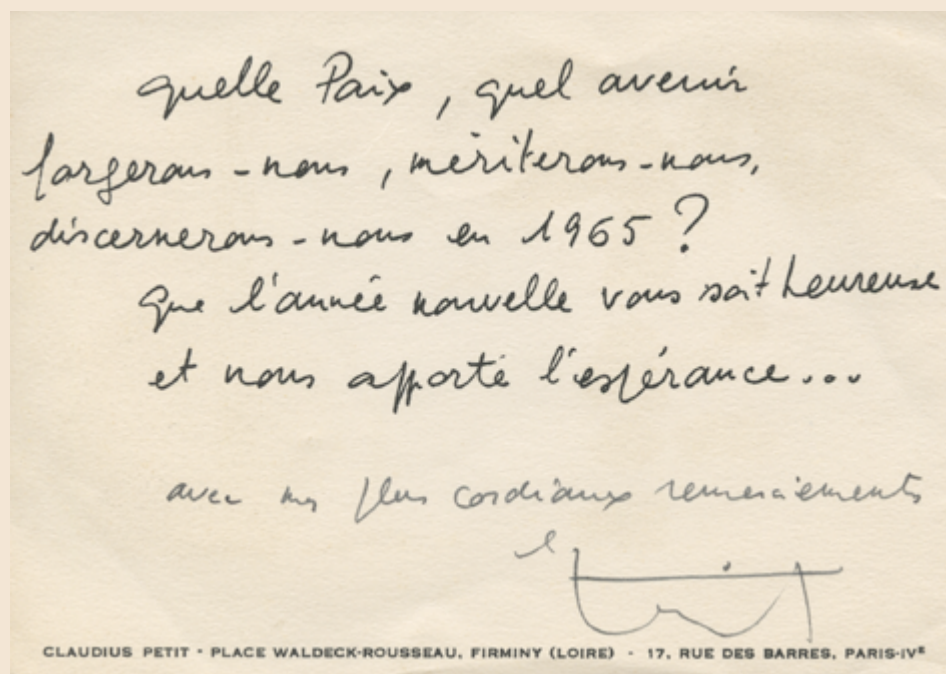 quelle Paix, quel avenir
forgerons-nous, mériterons-nous,
discernerons-nous en 1965 ?
que l'année nouvelle vous soit heureuse
et nous apporte l'espérance...
avec mes plus cordiaux remerciements
CLAUDIUS PETIT - PLACE WALDECK-ROUSSEAU, FIRMINY (LOIRE) - 17, RUE DES BARRES, PARIS-IVE